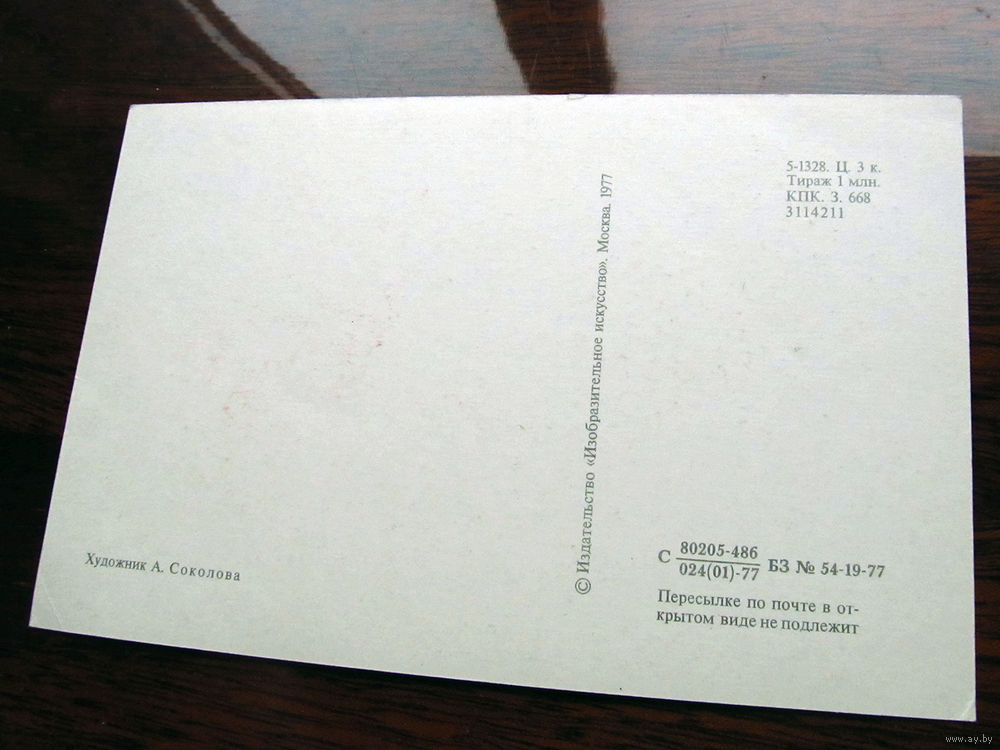 5-1328. Ц. 3 к.
Тираж 1 млн.
КПК. З. 668
3114211
© Издательство «Изобразительное искусство». Москва. 1977
Художник А. Соколова
С 80205-486 БЗ № 54-19-77
024(01)-77
Пересылке по почте в от-
крытом виде не подлежит
www.ay.by